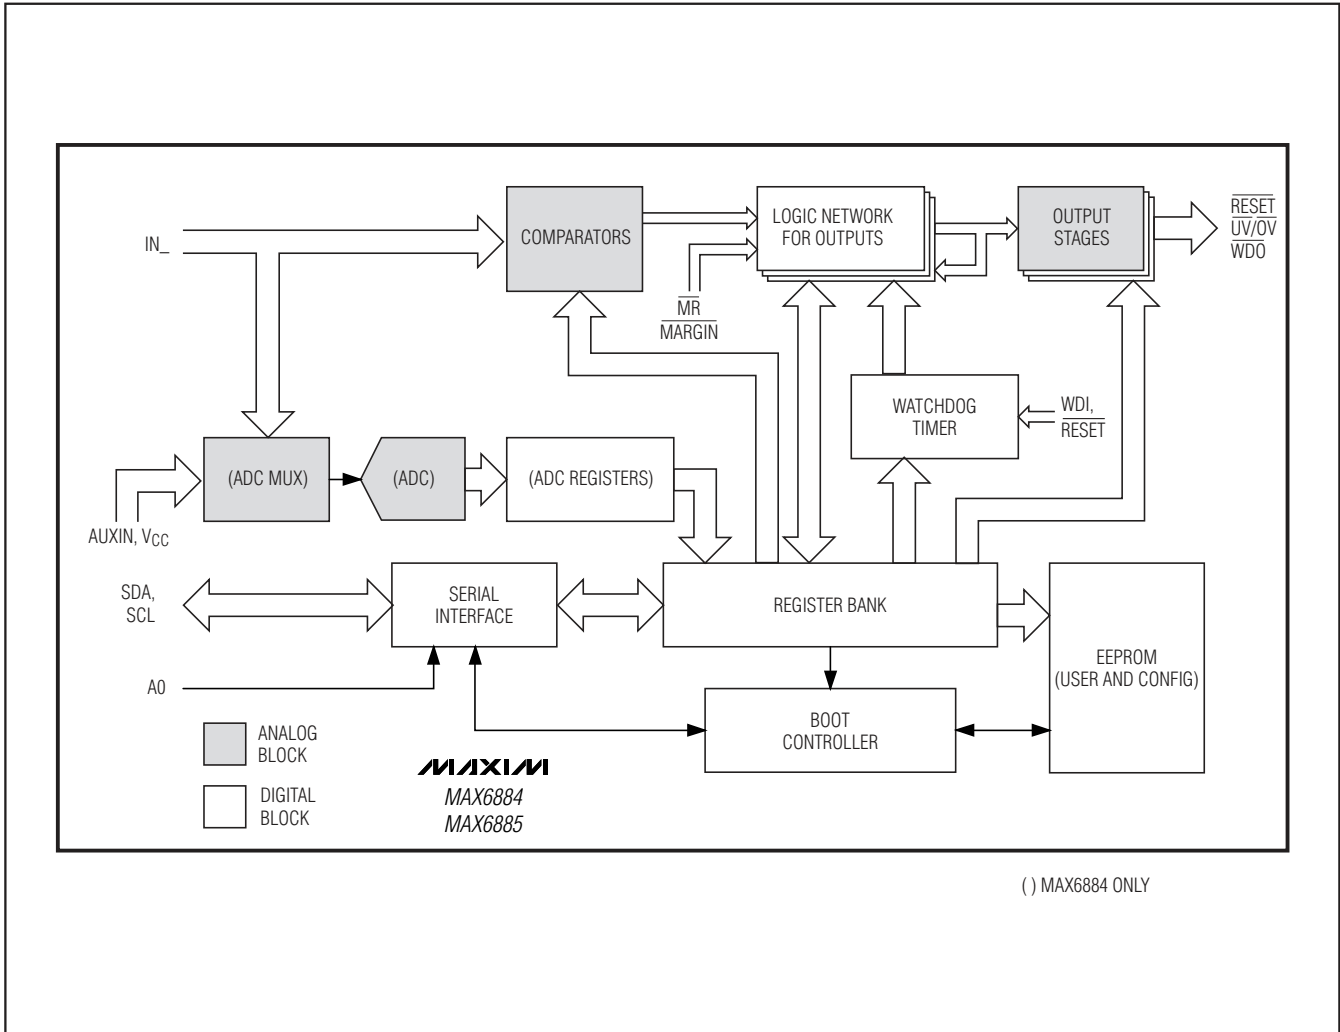 IN_
COMPARATORS
LOGIC NETWORK
FOR OUTPUTS
OUTPUT
STAGES
RESET
UV/OV
WDO
MR
MARGIN
WATCHDOG
TIMER
WDI,
RESET
(ADC MUX)
(ADC)
(ADC REGISTERS)
AUXIN, VCC
SDA,
SCL
SERIAL
INTERFACE
REGISTER BANK
EEPROM
(USER AND CONFIG)
A0
BOOT
CONTROLLER
ANALOG
BLOCK
DIGITAL
BLOCK
MAXIM
MAX6884
MAX6885
( ) MAX6884 ONLY